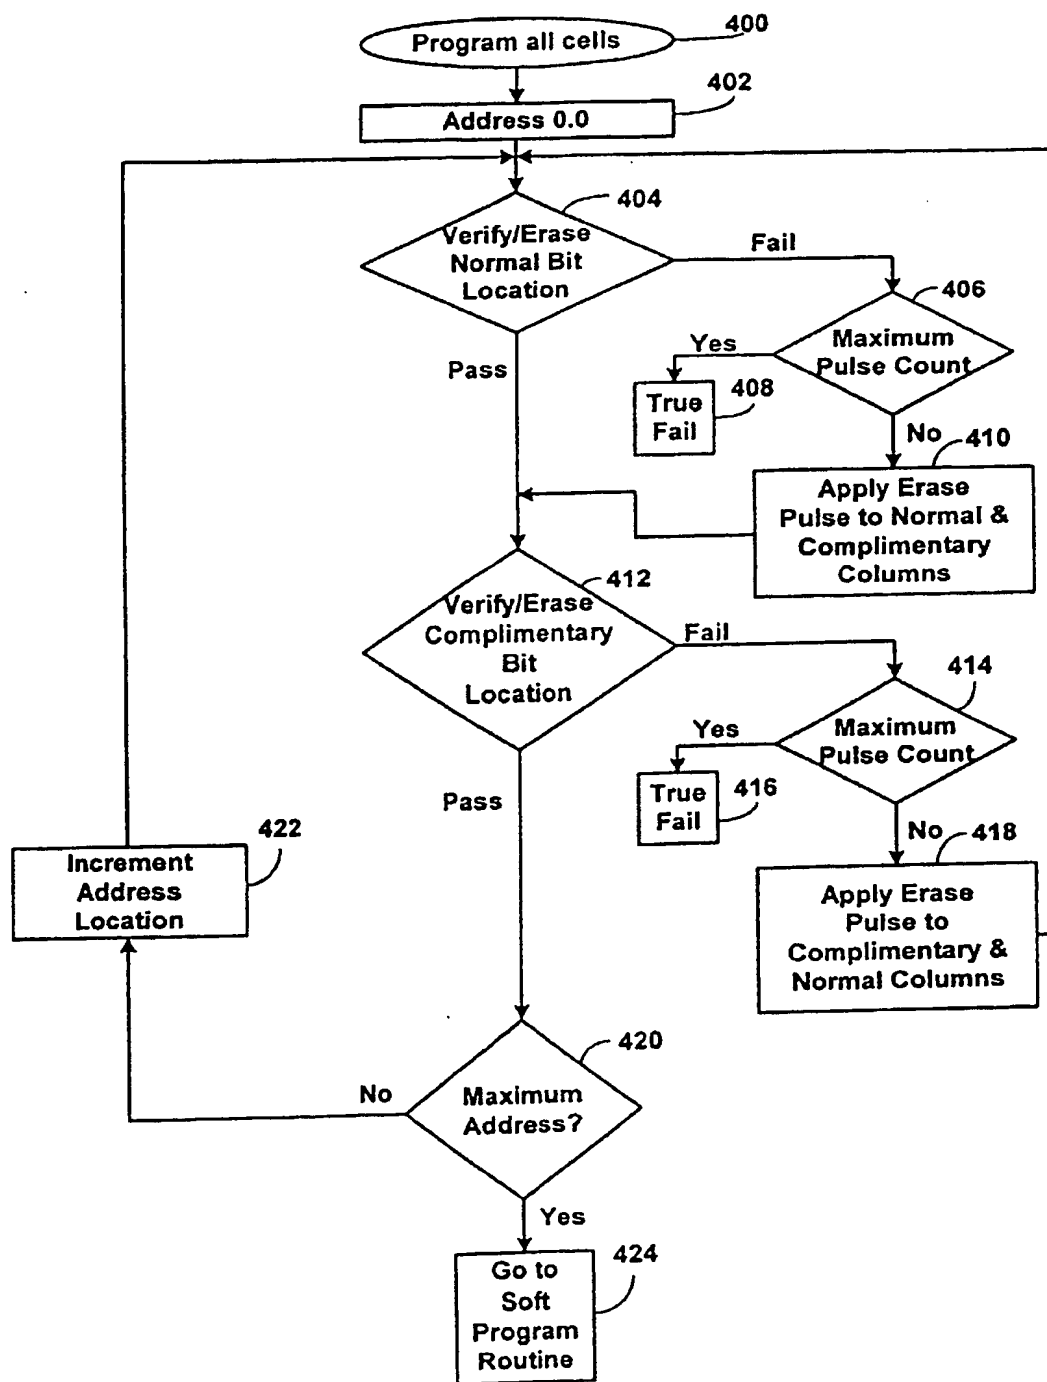 Program all cells
400
402
Address 0.0
404
Verify/Erase
Normal Bit
Location
Fail
406
Maximum
Pulse Count
Yes
408
True
Fail
Pass
No
410
Apply Erase
Pulse to Normal &
Complimentary
Columns
412
Verify/Erase
Complimentary
Bit
Location
Fail
414
Maximum
Pulse Count
Yes
416
True
Fail
Pass
No
418
Apply Erase
Pulse to
Complimentary &
Normal Columns
422
Increment
Address
Location
420
Maximum
Address?
No
Yes
424
Go to
Soft
Program
Routine